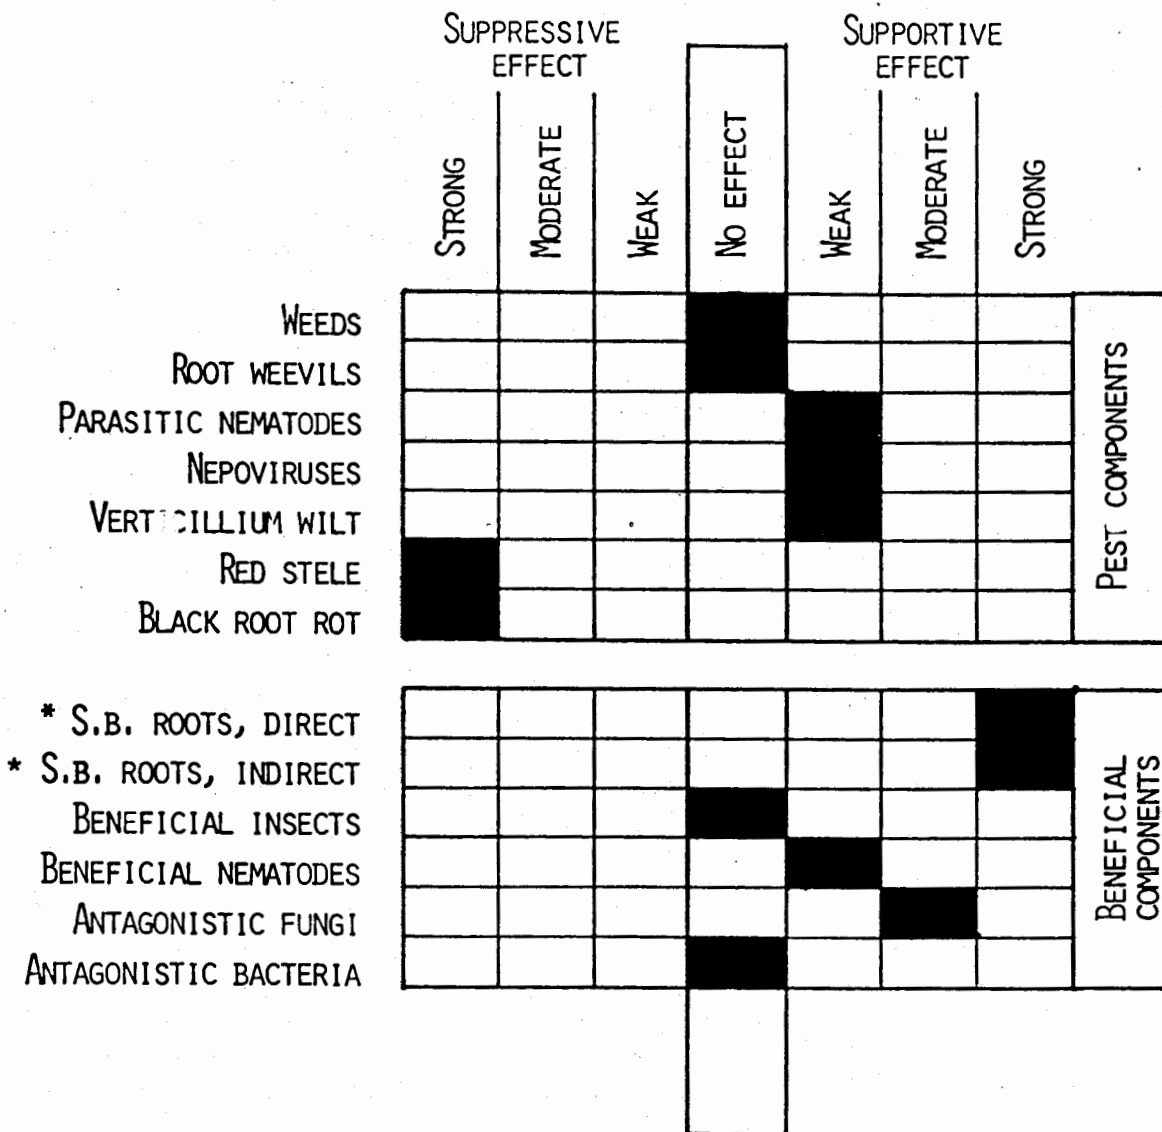 SUPPRESSIVE
EFFECT
SUPPORTIVE
EFFECT
STRONG
MODERATE
WEAK
NO EFFECT
WEAK
MODERATE
STRONG
WEEDS
ROOT WEEVILS
PARASITIC NEMATODES
NEPOVIRUSES
VERTICILLIUM WILT
RED STELE
BLACK ROOT ROT
PEST COMPONENTS
* S.B. ROOTS, DIRECT
* S.B. ROOTS, INDIRECT
BENEFICIAL INSECTS
BENEFICIAL NEMATODES
ANTAGONISTIC FUNGI
ANTAGONISTIC BACTERIA
BENEFICIAL
COMPONENTS